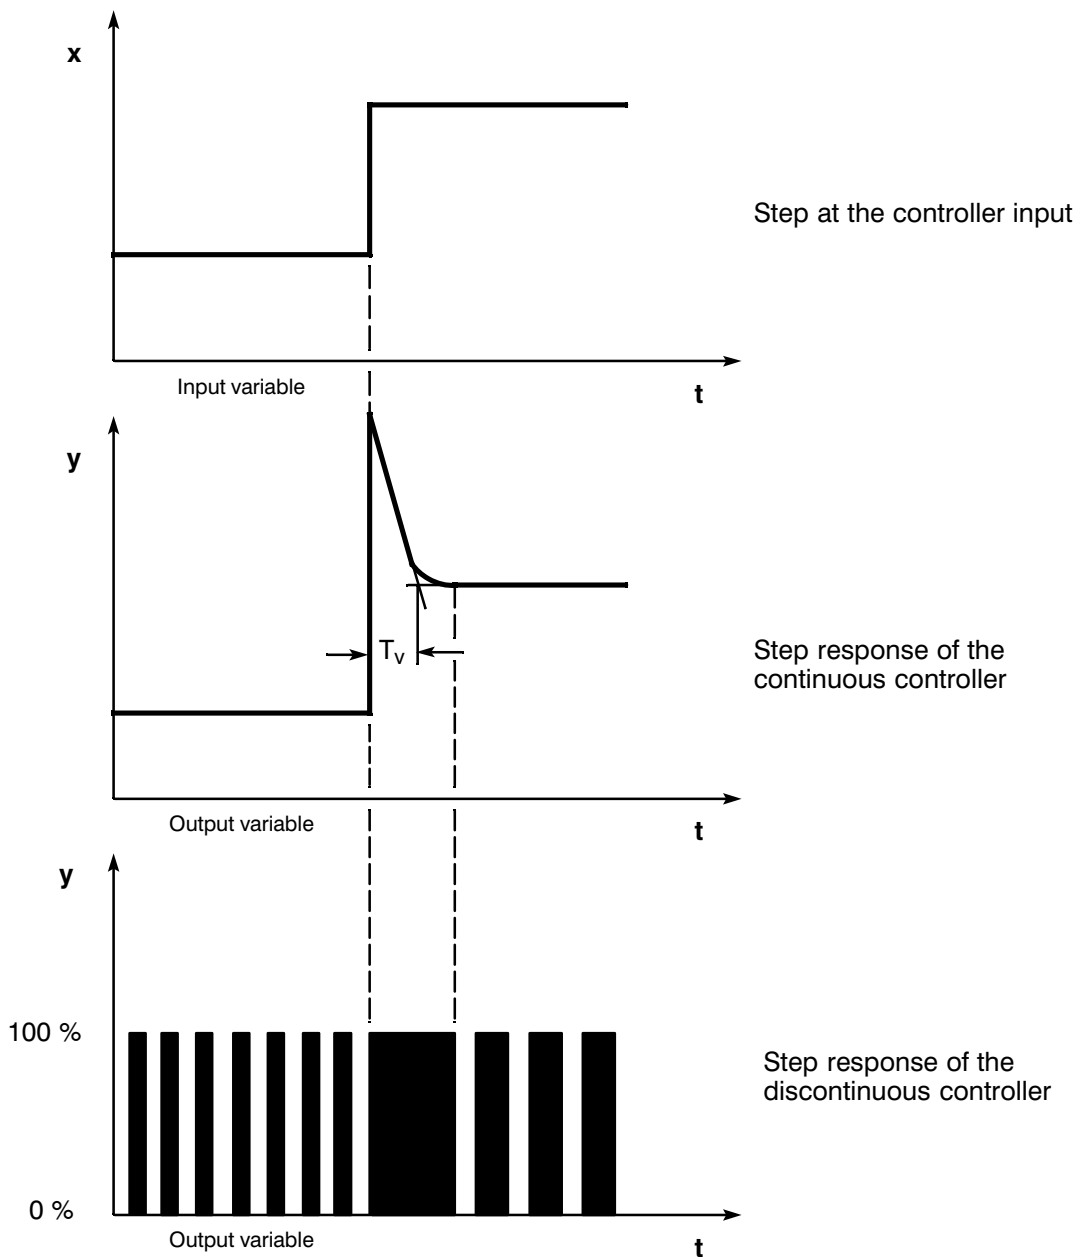 x
Step at the controller input
Input variable
t
y
T_v
Step response of the
continuous controller
Output variable
t
y
100 %
Step response of the
discontinuous controller
0 %
Output variable
t